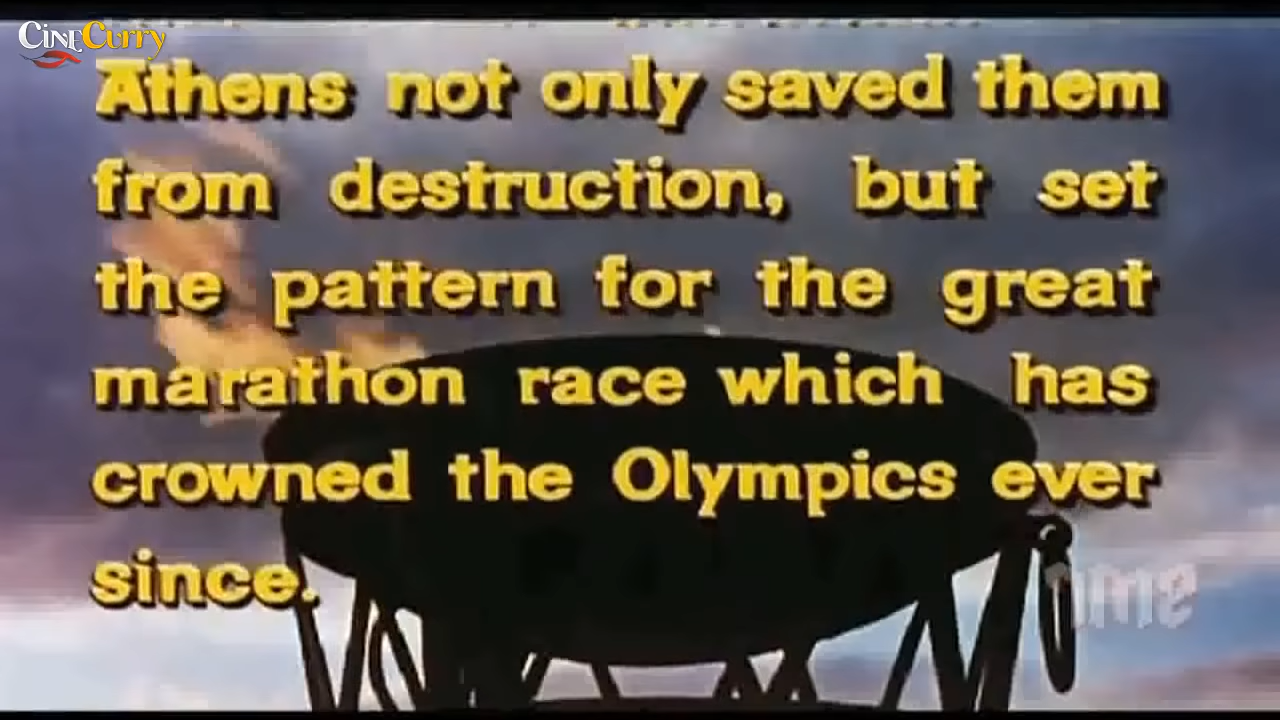 CineCurry
Athens not only saved them
from destruction, but set
the pattern for the great
marathon race which has
crowned the Olympics ever
since.